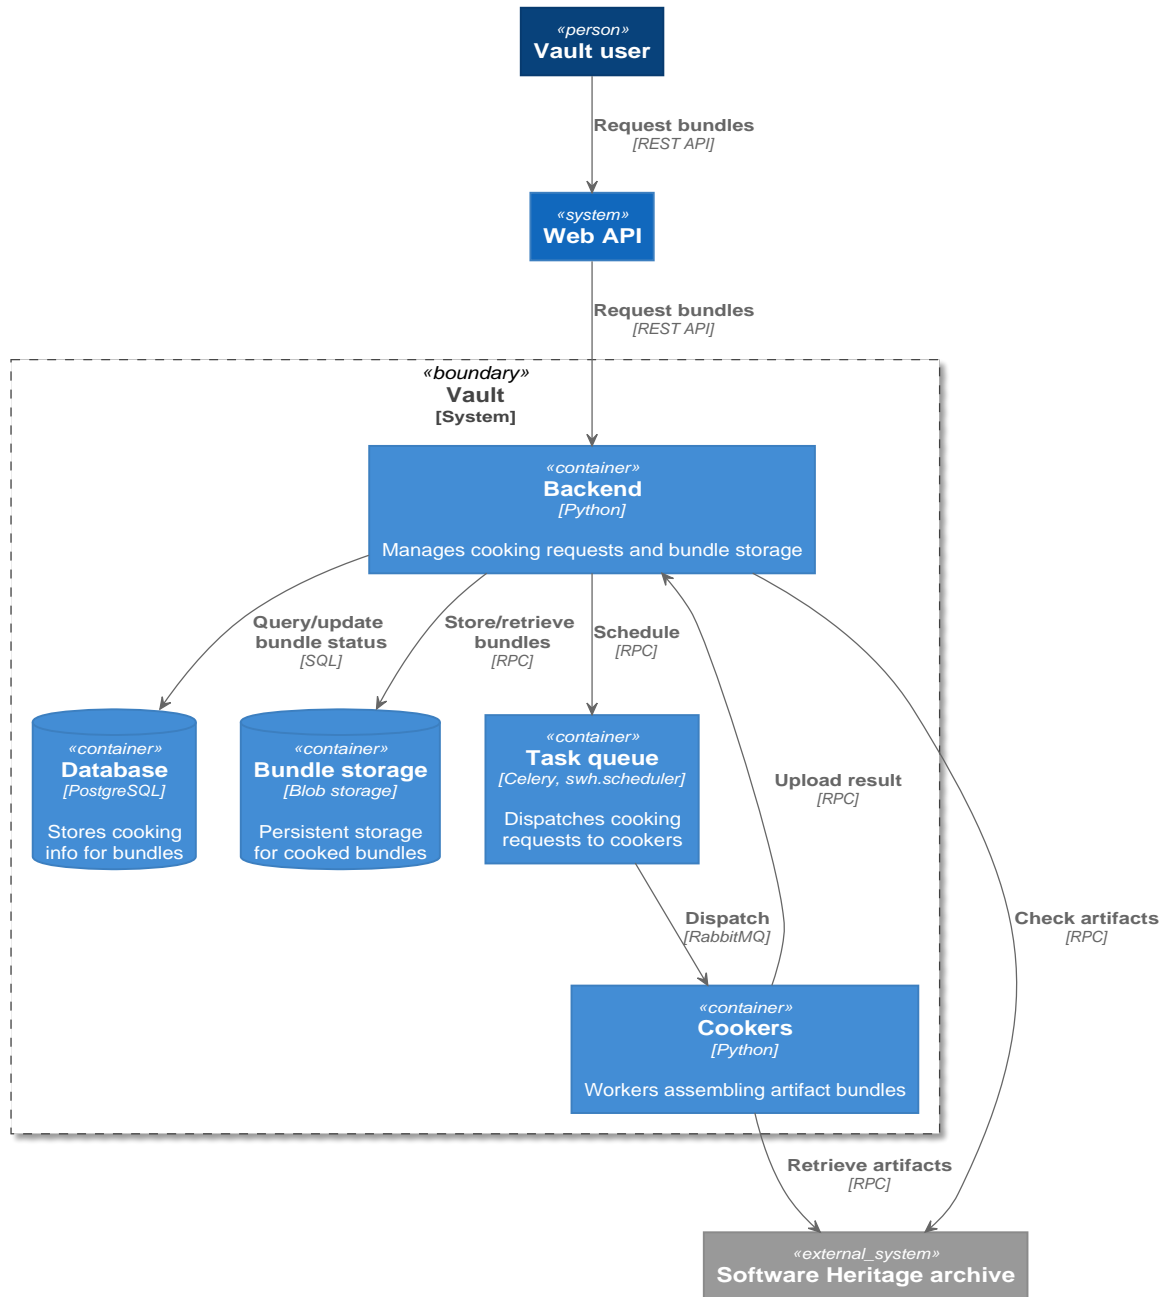 «person»
Vault user
Request bundles
[REST API]
«system»
Web API
Request bundles
[REST API]
«boundary»
Vault
[System]
«container»
Backend
[Python]
Manages cooking requests and bundle storage
Query/update
bundle status
[SQL]
Store/retrieve
bundles
[RPC]
Schedule
[RPC]
«container»
Database
[PostgreSQL]
Stores cooking
info for bundles
«container»
Bundle storage
[Blob storage]
Persistent storage
for cooked bundles
«container»
Task queue
[Celery, swh.scheduler]
Dispatches cooking
requests to cookers
Upload result
[RPC]
Dispatch
[RabbitMQ]
Check artifacts
[RPC]
«container»
Cookers
[Python]
Workers assembling artifact bundles
Retrieve artifacts
[RPC]
«external_system»
Software Heritage archive